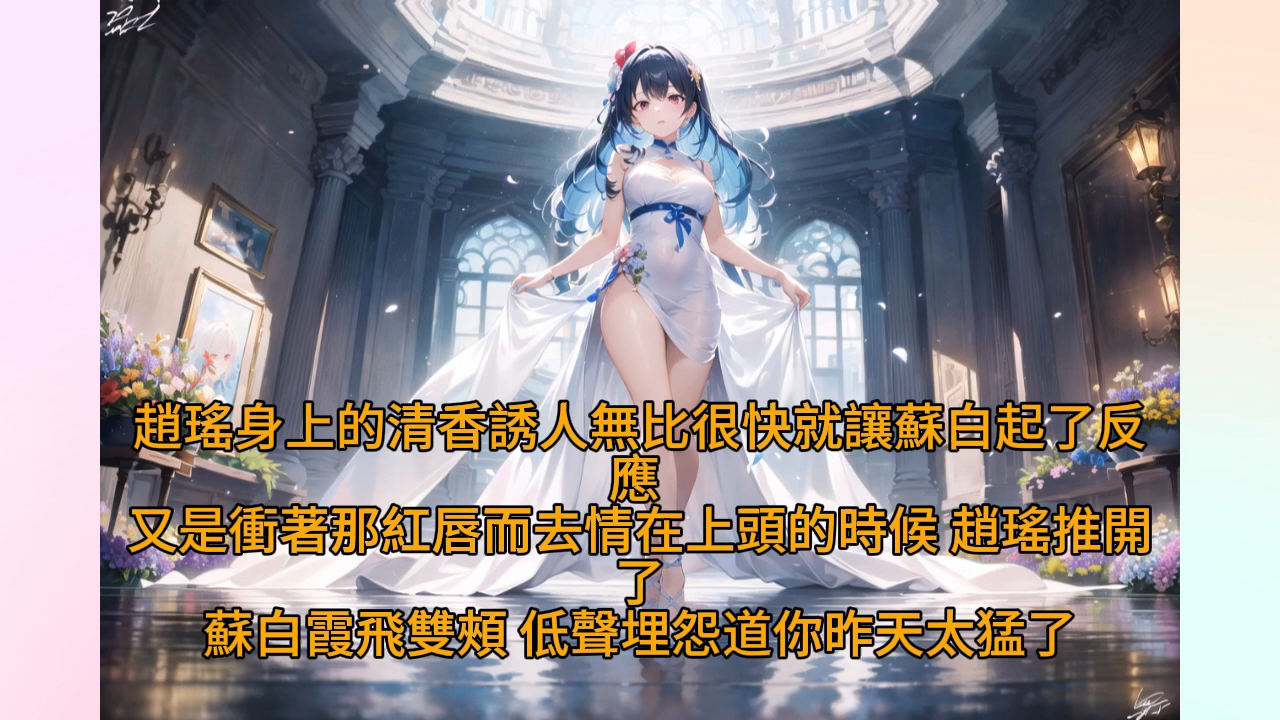 趙瑤身上的清香誘人無比很快就讓蘇白起了反
應
又是衝著那紅唇而去情在上頭的時候 趙瑤推開
了
蘇白霞飛雙頰 低聲埋怨道你昨天太猛了